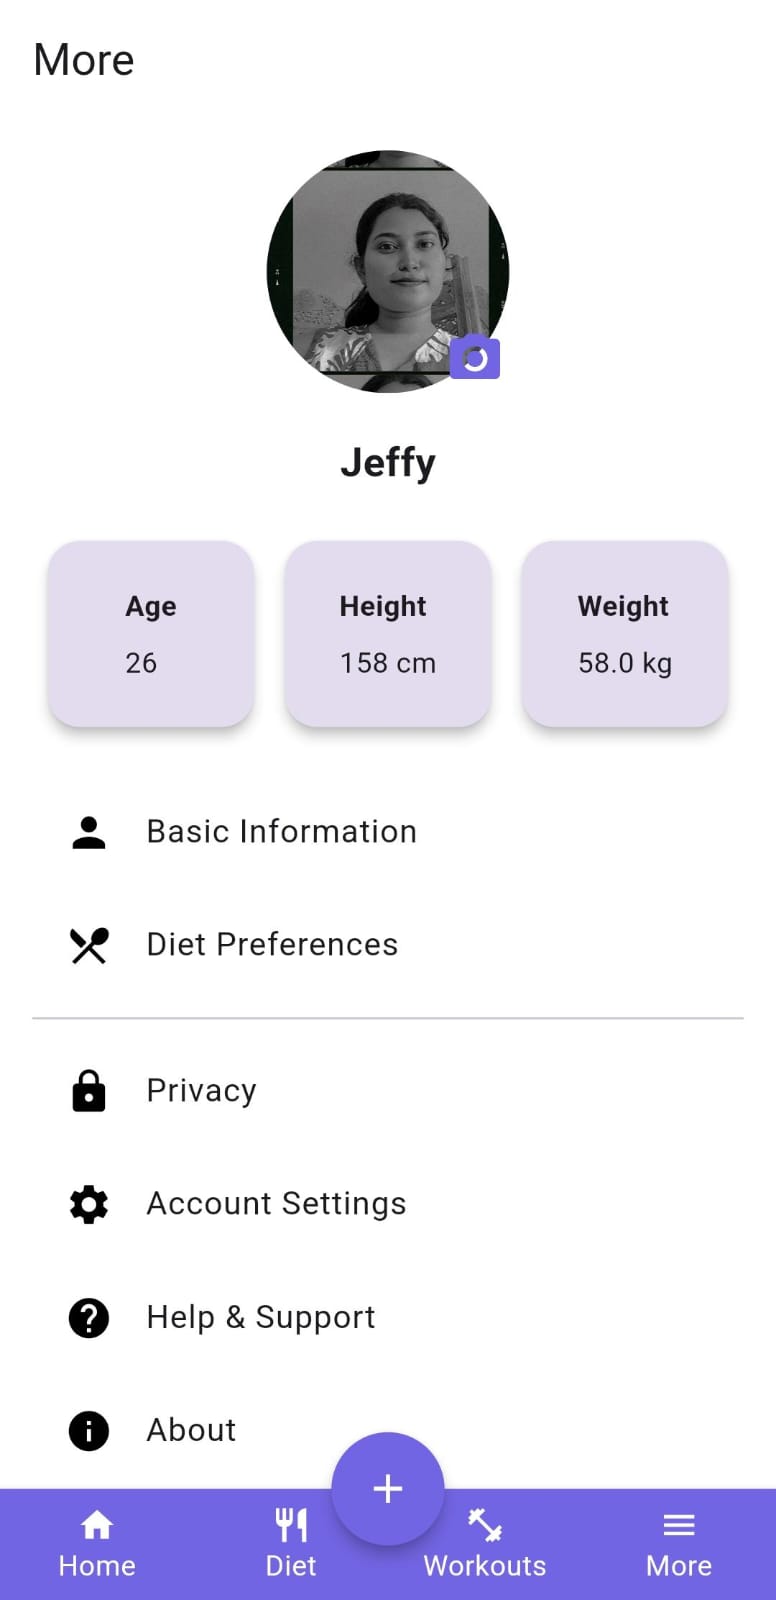 More
Jeffy
Age
26
Height
158 cm
Weight
58.0 kg
Basic Information
Diet Preferences
Privacy
Account Settings
Help & Support
About
Home
Diet
Workouts
More